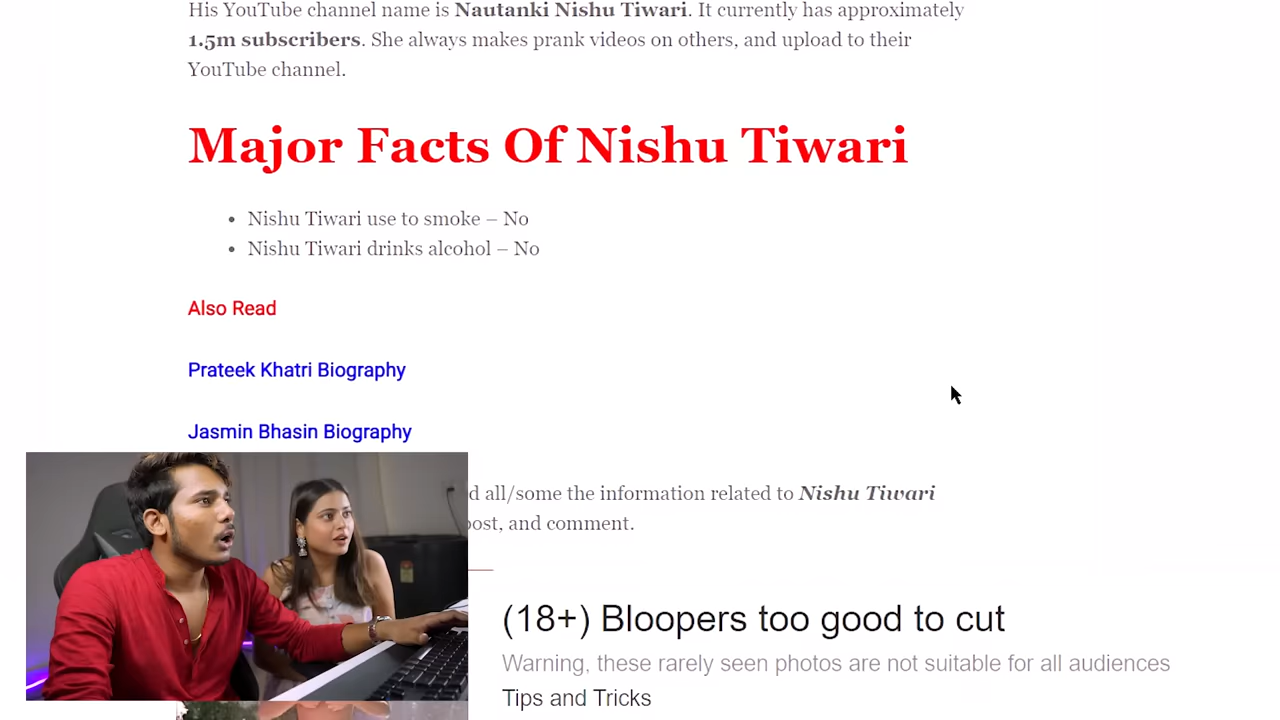 His YouTube channel name is Nautanki Nishu Tiwari. It currently has approximately
1.5m subscribers. She always makes prank videos on others, and upload to their
YouTube channel.
Major Facts Of Nishu Tiwari
• Nishu Tiwari use to smoke – No
• Nishu Tiwari drinks alcohol – No
Also Read
Prateek Khatri Biography
Jasmin Bhasin Biography
all/some the information related to Nishu Tiwari
post, and comment.
(18+) Bloopers too good to cut
Warning, these rarely seen photos are not suitable for all audiences
Tips and Tricks